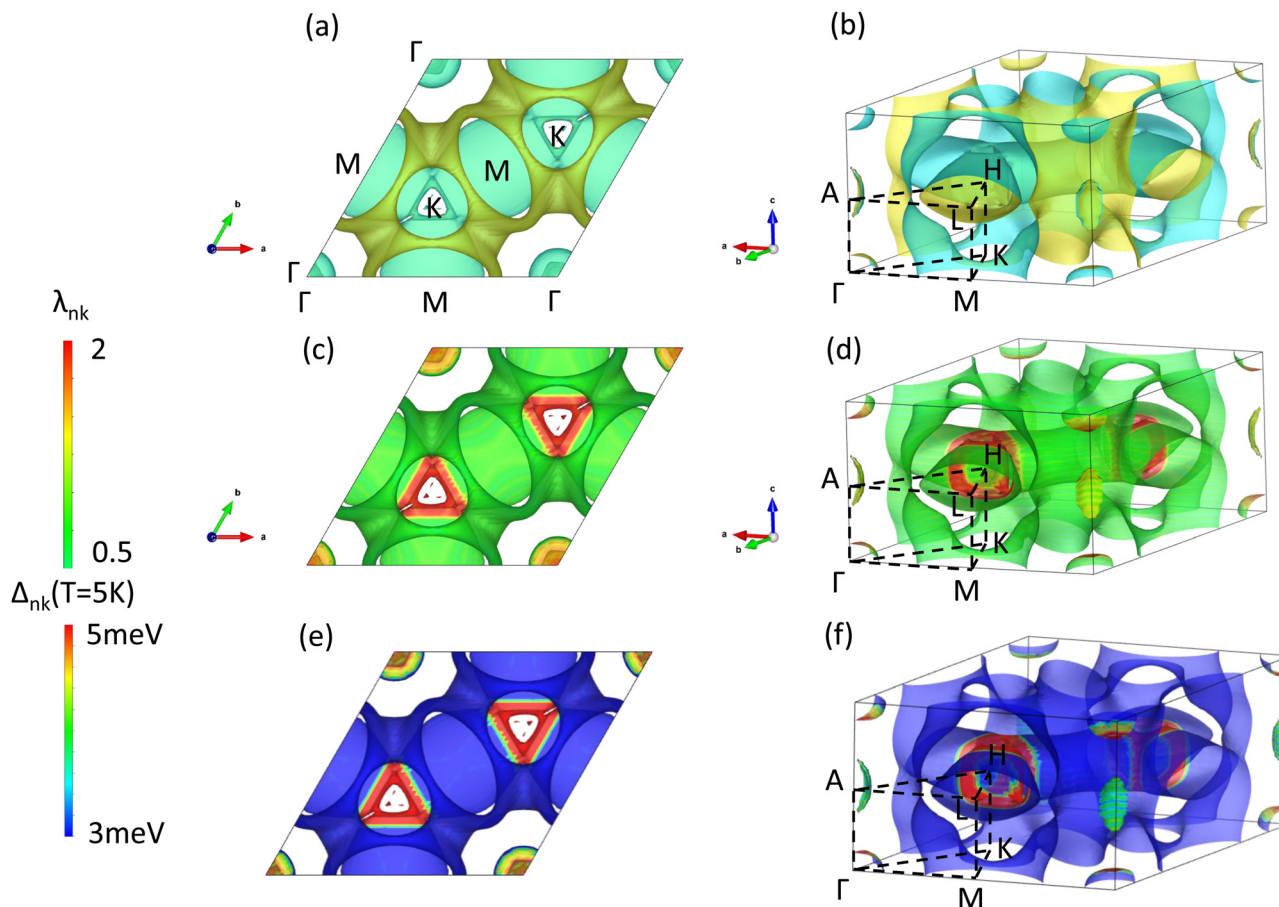 (a)
Γ
M
K
M
K
Γ
Γ
M
Γ
b
a
(b)
A
H
L
K
Γ
M
c
a
b
λnk
2
0.5
Δnk(T=5K)
5meV
3meV
(c)
b
a
(d)
A
H
L
K
Γ
M
c
a
b
(e)
(f)
A
H
L
K
Γ
M